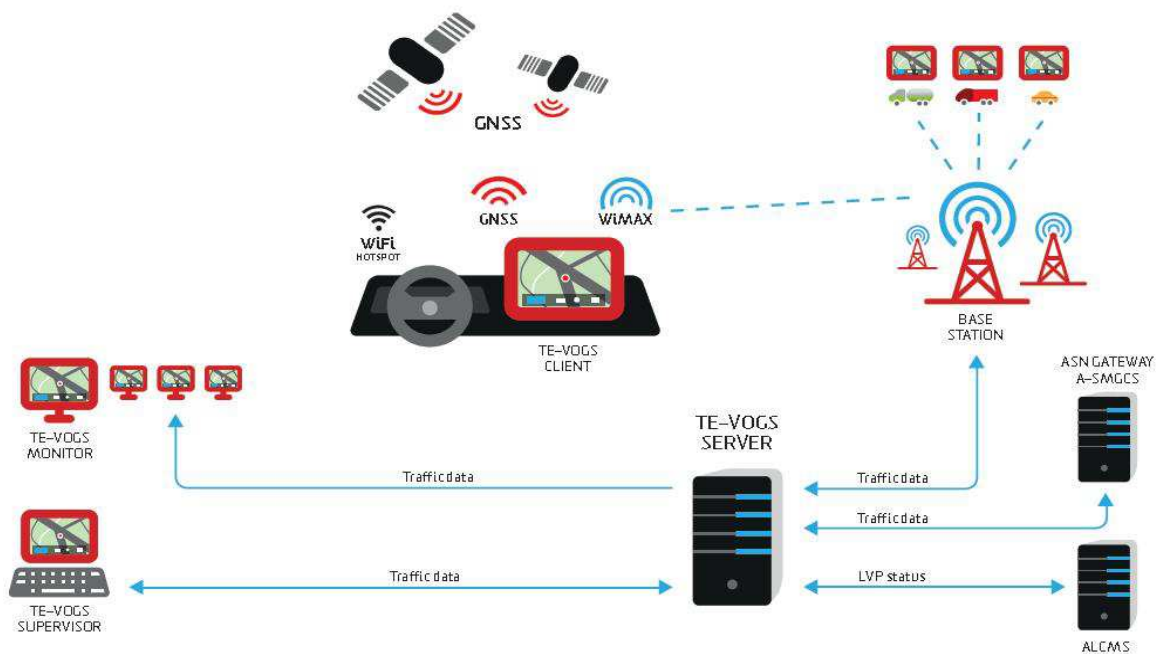 GNSS
WiFi
HOTSPOT
GNSS
WiMAX
TE-VOGS
CLIENT
BASE
STATION
ASN GATEWAY
A-SMGCS
TE-VOGS
MONITOR
TE-VOGS
SERVER
Traffic data
Traffic data
Traffic data
Traffic data
LVP status
TE-VOGS
SUPERVISOR
ALCMS